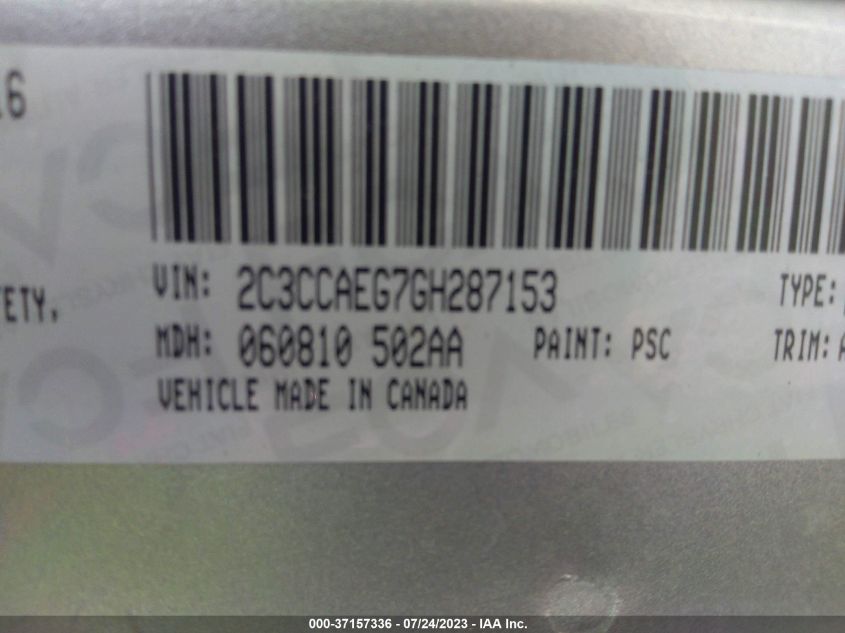 16
VIN: 2C3CCAEG7GH287153 TYPE:
FETY,
MDH: 060810 502AA PAINT: PSC TRIM: A
VEHICLE MADE IN CANADA
000-37157336 - 07/24/2023 - IAA Inc.